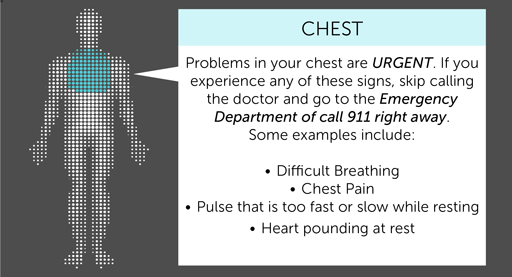 CHEST
Problems in your chest are URGENT. If you
experience any of these signs, skip calling
the doctor and go to the Emergency
Department of call 911 right away.
Some examples include:
• Difficult Breathing
• Chest Pain
• Pulse that is too fast or slow while resting
• Heart pounding at rest